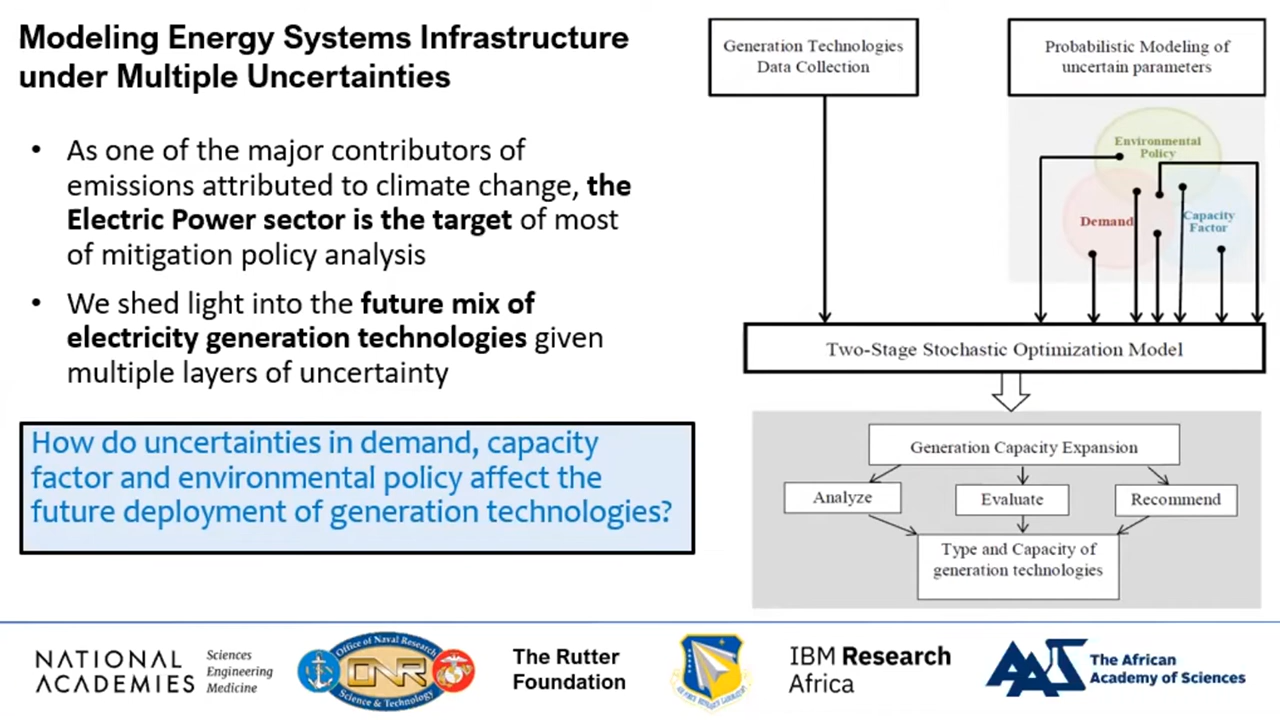 Modeling Energy Systems Infrastructure
under Multiple Uncertainties
• As one of the major contributors of
emissions attributed to climate change, the
Electric Power sector is the target of most
of mitigation policy analysis
• We shed light into the future mix of
electricity generation technologies given
multiple layers of uncertainty
How do uncertainties in demand, capacity
factor and environmental policy affect the
future deployment of generation technologies?
Generation Technologies
Data Collection
Probabilistic Modeling of
uncertain parameters
Environmental
Policy
Demand
Capacity
Factor
Two-Stage Stochastic Optimization Model
Generation Capacity Expansion
Analyze
Evaluate
Recommend
Type and Capacity of
generation technologies
NATIONAL
ACADEMIES
Sciences
Engineering
Medicine
Office of Naval Research
ONR
Science & Technology
The Rutter
Foundation
AIR FORCE RESEARCH LABORATORY
IBM Research
Africa
AAS
The African
Academy of Sciences